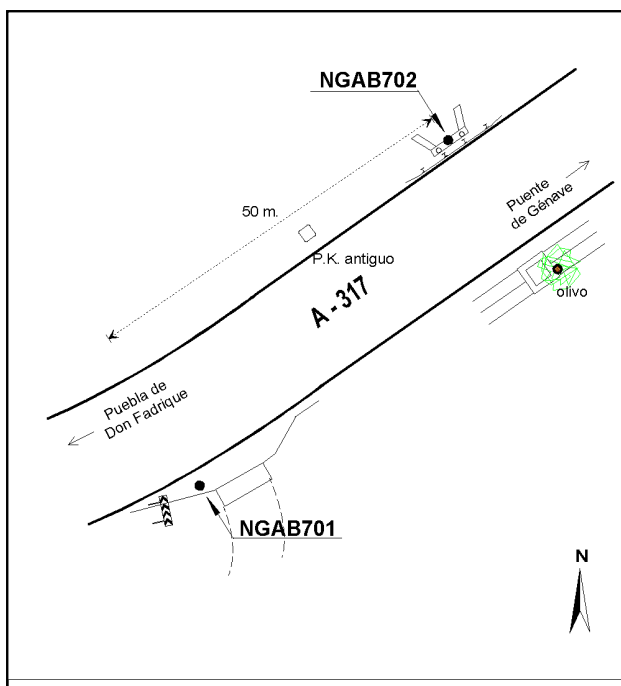 NGAB702
Puente
de Génave
50 m.
P.K. antiguo
olivo
A - 317
Puebla de
Don Fadrique
NGAB701
N